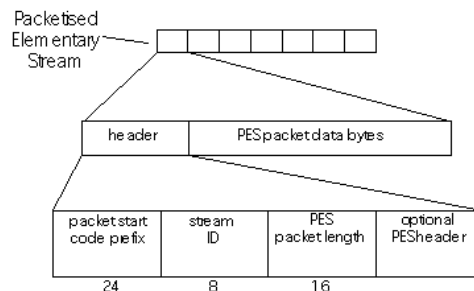 Packetised
Elementary
Stream
header
PES packet data bytes
packet start
code prefix
stream
ID
PES
packet length
optional
PES header
24
8
16